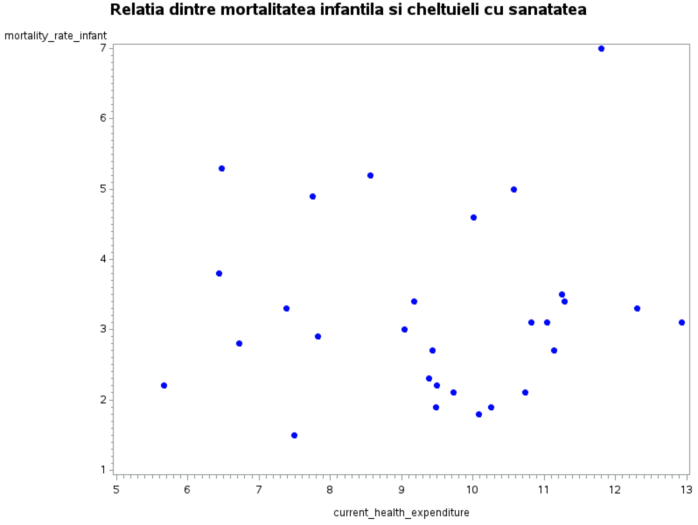 Relatia dintre mortalitatea infantila si cheltuieli cu sanatatea
mortality_rate_infant
7
6
5
4
3
2
1
5 6 7 8 9 10 11 12 13
current_health_expenditure